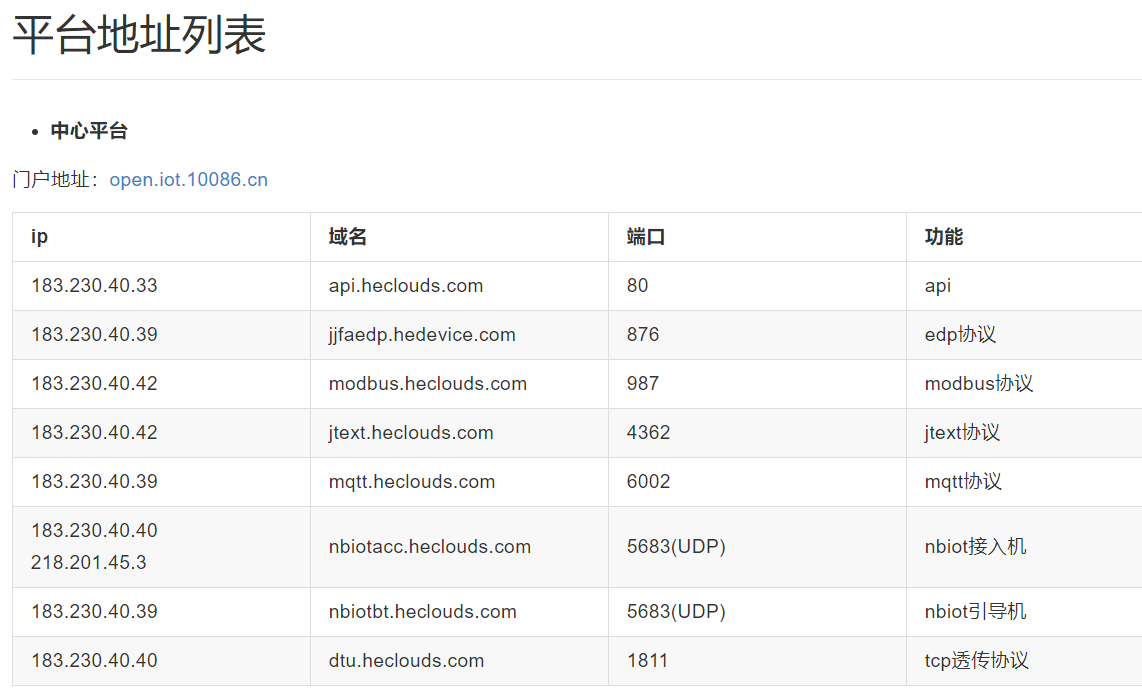 平台地址列表
中心平台
门户地址：open.iot.10086.cn
ip 域名 端口 功能
183.230.40.33 api.heclouds.com 80 api
183.230.40.39 jjfaedp.hedevice.com 876 edp协议
183.230.40.42 modbus.heclouds.com 987 modbus协议
183.230.40.42 jtext.heclouds.com 4362 jtext协议
183.230.40.39 mqtt.heclouds.com 6002 mqtt协议
183.230.40.40
218.201.45.3 nbiotacc.heclouds.com 5683(UDP) nbiot接入机
183.230.40.39 nbiotbt.heclouds.com 5683(UDP) nbiot引导机
183.230.40.40 dtu.heclouds.com 1811 tcp透传协议